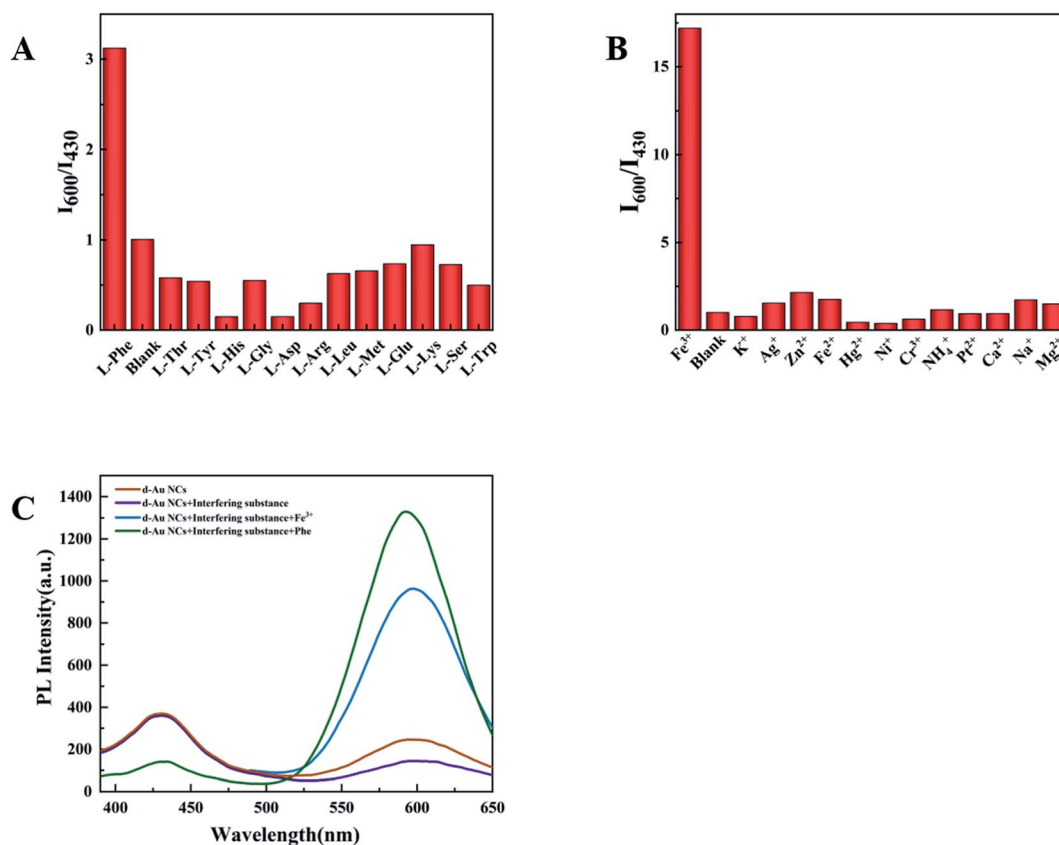 A
I600/I430
3
2
1
0
L-Phe
Blank
L-Thr
L-Tyr
L-His
L-Gly
L-Asp
L-Arg
L-Leu
L-Met
L-Glu
L-Lys
L-Ser
L-Trp
B
I600/I430
15
10
5
0
Fe³⁺
Blank
K⁺
Ag⁺
Zn²⁺
Fe²⁺
Hg²⁺
Ni⁺
Cr³⁺
NH₄⁺
Pt²⁺
Ca²⁺
Na⁺
Mg²⁺
C
d-Au NCs
d-Au NCs+Interfering substance
d-Au NCs+Interfering substance+Fe³⁺
d-Au NCs+Interfering substance+Phe
PL Intensity(a.u.)
1400
1200
1000
800
600
400
200
0
400 450 500 550 600 650
Wavelength(nm)